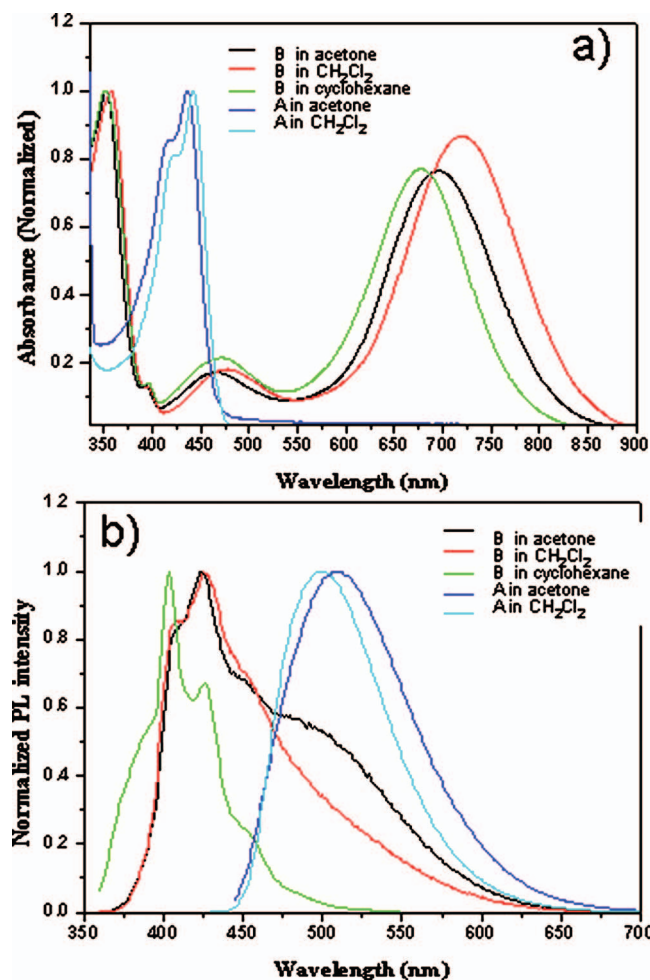 1.2
a)
B in acetone
B in CH2Cl2
B in cyclohexane
A in acetone
A in CH2Cl2
1.0
0.8
0.6
0.4
0.2
Absorbance (Normalized)
350 400 450 500 550 600 650 700 750 800 850 900
Wavelength (nm)
1.2
b)
B in acetone
B in CH2Cl2
B in cyclohexane
A in acetone
A in CH2Cl2
1.0
0.8
0.6
0.4
0.2
0.0
Normalized PL intensity
350 400 450 500 550 600 650 700
Wavelength (nm)